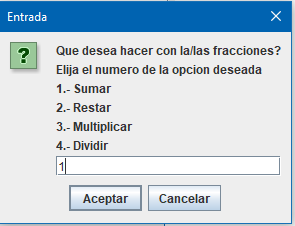 Entrada
Que desea hacer con la/las fracciones?
Elija el numero de la opcion deseada
1.- Sumar
2.- Restar
3.- Multiplicar
4.- Dividir
1
Aceptar
Cancelar